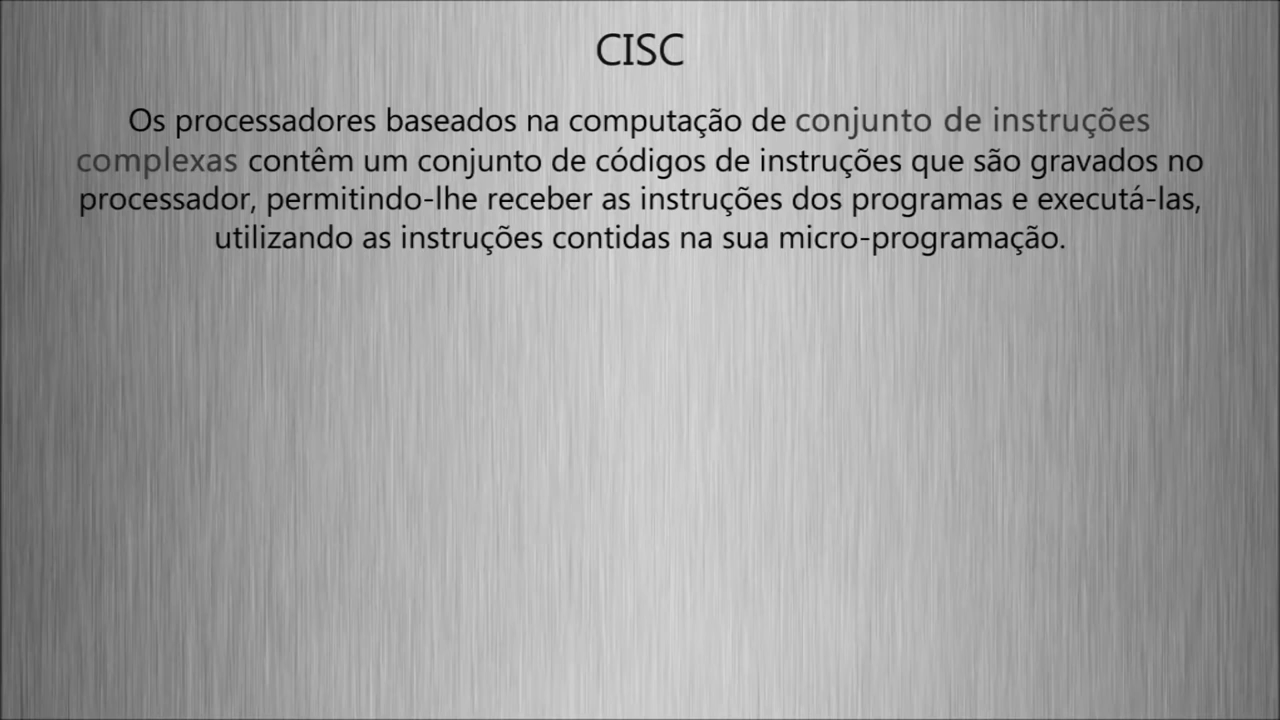 CISC
Os processadores baseados na computação de conjunto de instruções
complexas contêm um conjunto de códigos de instruções que são gravados no
processador, permitindo-lhe receber as instruções dos programas e executá-las,
utilizando as instruções contidas na sua micro-programação.